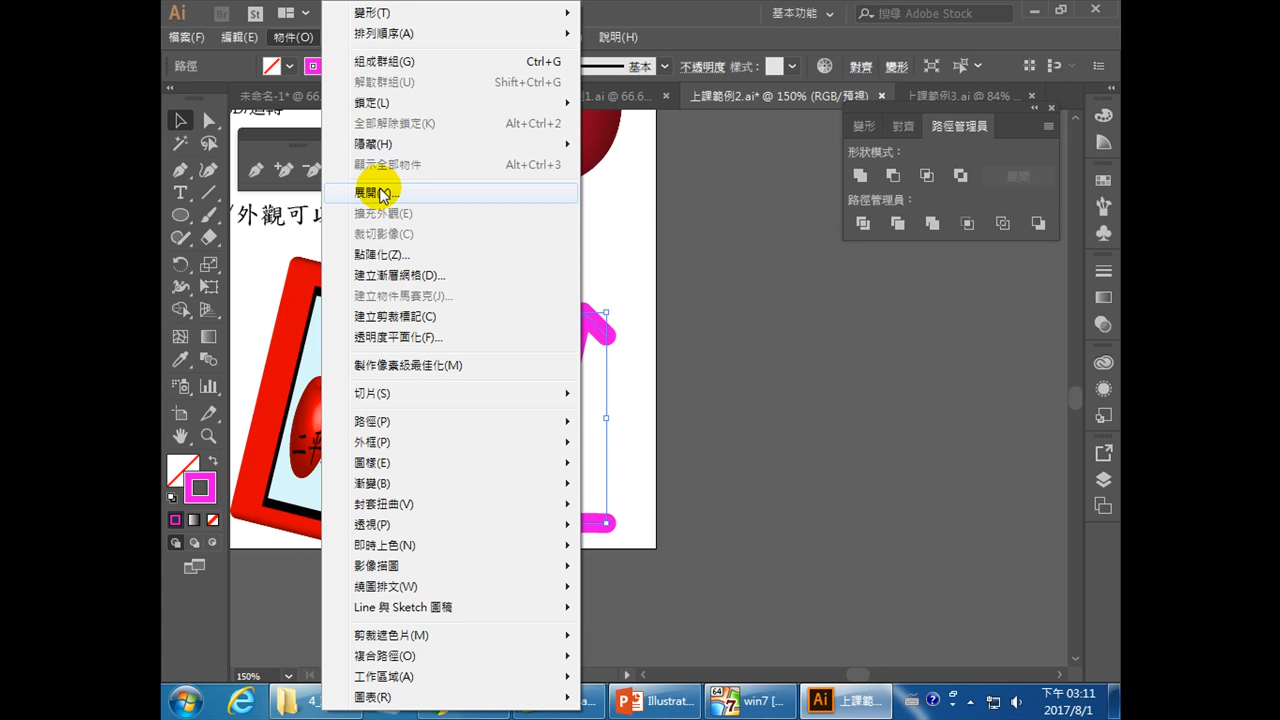 Ai Br St 基本功能 搜尋 Adobe Stock
檔案(F) 編輯(E) 物件(O) 說明(H)
路徑 基本 不透明度 樣式: 對齊 變形
未命名-1* @ 66. 1.ai @ 66.6 上課範例2.ai* @ 150% (RGB/預視) 上課範例3.ai @ 84%
變形(T)
排列順序(A)
組成群組(G) Ctrl+G
解散群組(U) Shift+Ctrl+G
鎖定(L)
全部解除鎖定(K) Alt+Ctrl+2
隱藏(H)
顯示全部物件 Alt+Ctrl+3
展開
擴充外觀(E)
裁切影像(C)
點陣化(Z)...
建立漸層網格(D)...
建立物件馬賽克(J)...
建立剪裁標記(C)
透明度平面化(F)...
製作像素級最佳化(M)
切片(S)
路徑(P)
外框(P)
圖樣(E)
漸變(B)
封套扭曲(V)
透視(P)
即時上色(N)
影像描圖
繞圖排文(W)
Line 與 Sketch 圖稿
剪裁遮色片(M)
複合路徑(O)
工作區域(A)
圖表(R)
變形 對齊 路徑管理員
形狀模式:
展開
路徑管理員:
/外觀可
150%
4_ a... Illustrat... win7 [... 上課範...
下午 03:11
2017/8/1